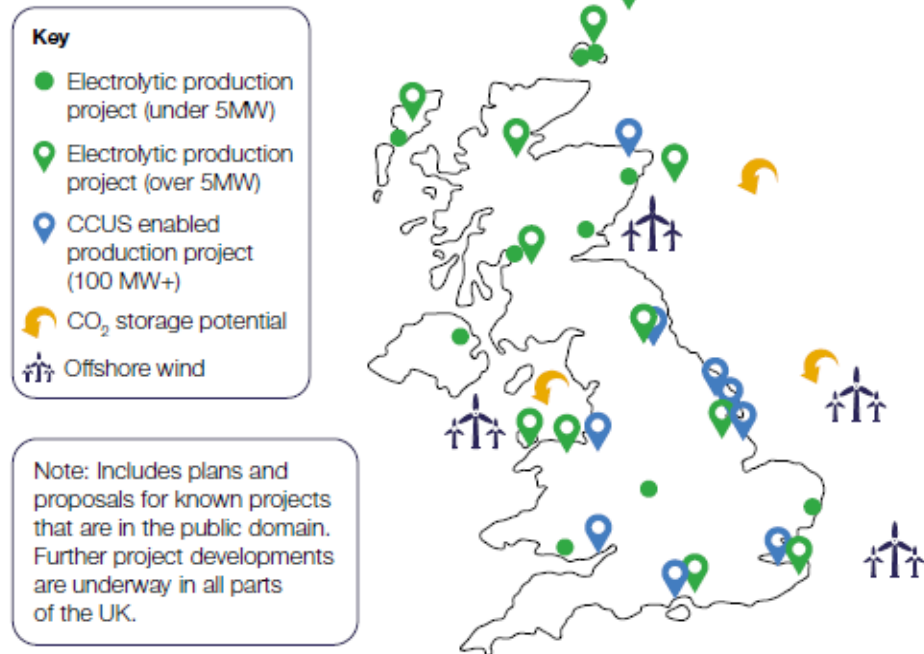 Key
Electrolytic production
project (under 5MW)
Electrolytic production
project (over 5MW)
CCUS enabled
production project
(100 MW+)
CO₂ storage potential
Offshore wind
Note: Includes plans and
proposals for known projects
that are in the public domain.
Further project developments
are underway in all parts
of the UK.